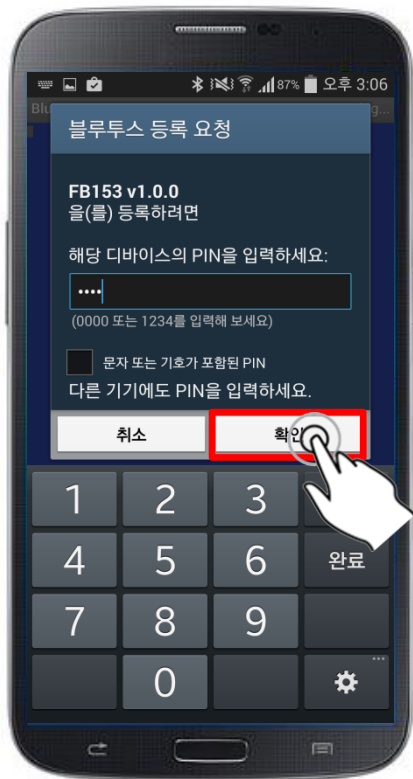 87% 오후 3:06
Blu
g...
블루투스 등록 요청
FB153 v1.0.0
을(를) 등록하려면
해당 디바이스의 PIN을 입력하세요:
••••
(0000 또는 1234를 입력해 보세요)
문자 또는 기호가 포함된 PIN
다른 기기에도 PIN을 입력하세요.
취소 확인
1 2 3
4 5 6 완료
7 8 9
0